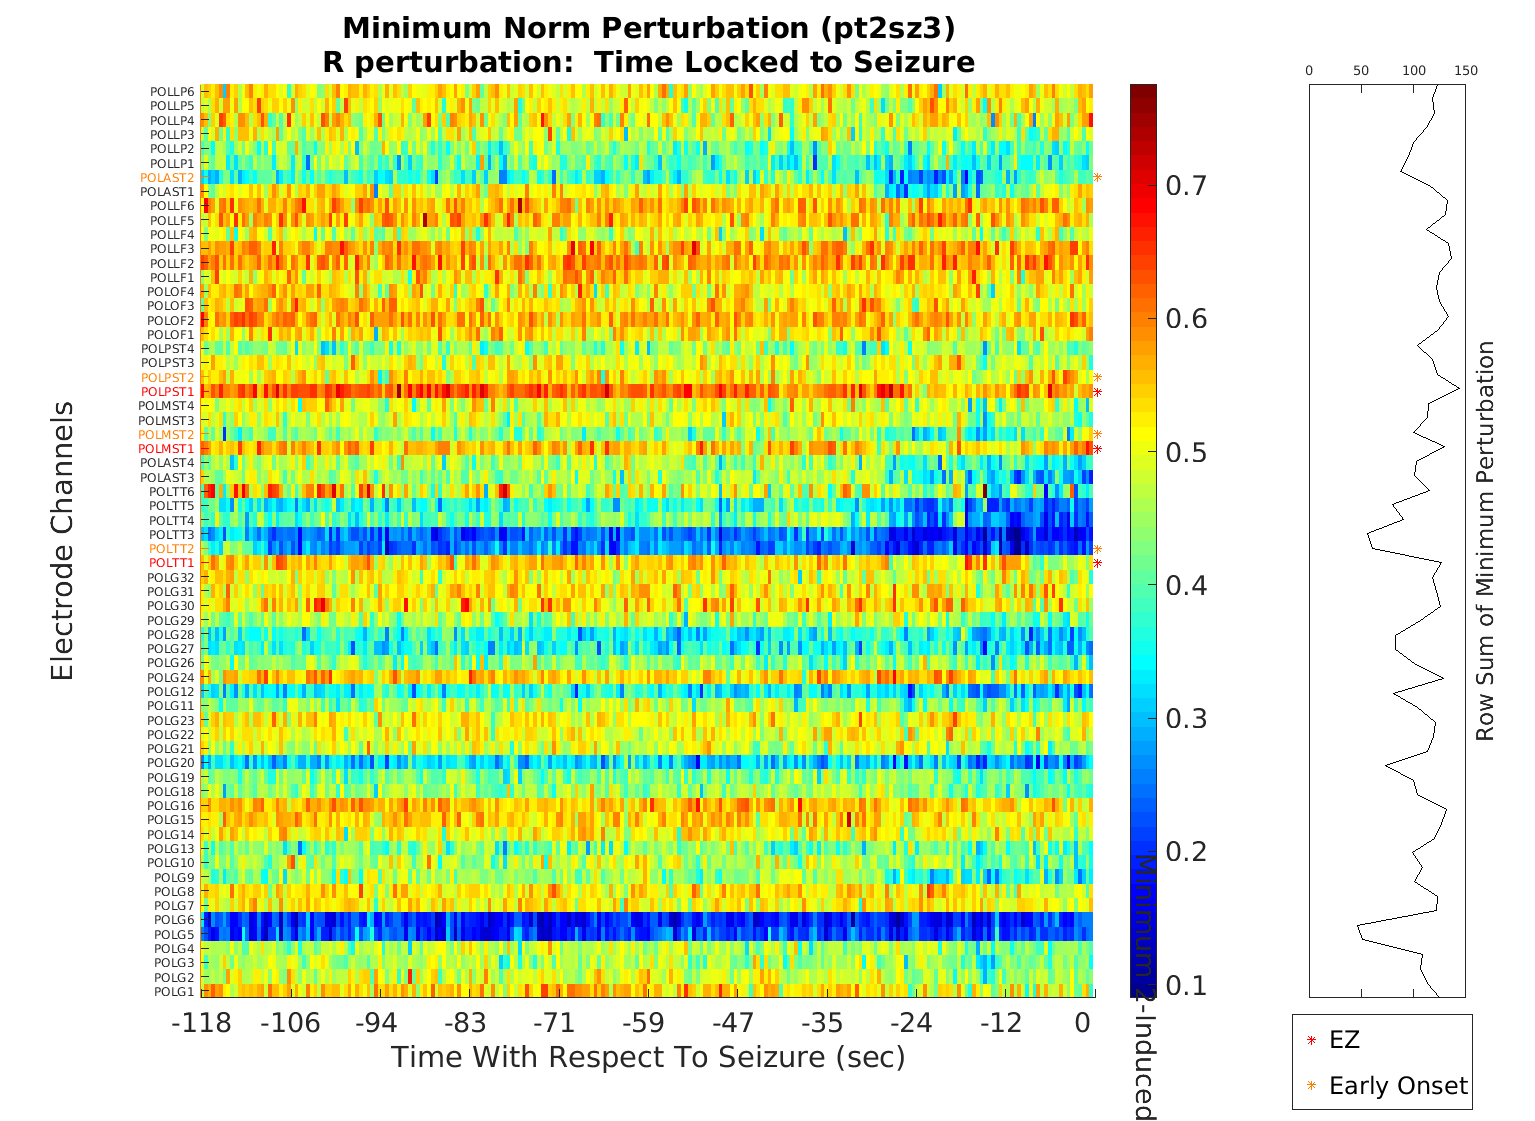 Minimum Norm Perturbation (pt2sz3)
R perturbation:  Time Locked to Seizure
Electrode Channels
POLLP6
POLLP5
POLLP4
POLLP3
POLLP2
POLLP1
POLAST2
POLAST1
POLLF6
POLLF5
POLLF4
POLLF3
POLLF2
POLLF1
POLOF4
POLOF3
POLOF2
POLOF1
POLPST4
POLPST3
POLPST2
POLPST1
POLMST4
POLMST3
POLMST2
POLMST1
POLAST4
POLAST3
POLTT6
POLTT5
POLTT4
POLTT3
POLTT2
POLTT1
POLG32
POLG31
POLG30
POLG29
POLG28
POLG27
POLG26
POLG24
POLG12
POLG11
POLG23
POLG22
POLG21
POLG20
POLG19
POLG18
POLG16
POLG15
POLG14
POLG13
POLG10
POLG9
POLG8
POLG7
POLG6
POLG5
POLG4
POLG3
POLG2
POLG1
-118 -106 -94 -83 -71 -59 -47 -35 -24 -12 0
Time With Respect To Seizure (sec)
0.7
0.6
0.5
0.4
0.3
0.2
0.1
Minimum 2-Induced
0 50 100 150
Row Sum of Minimum Perturbation
EZ
Early Onset